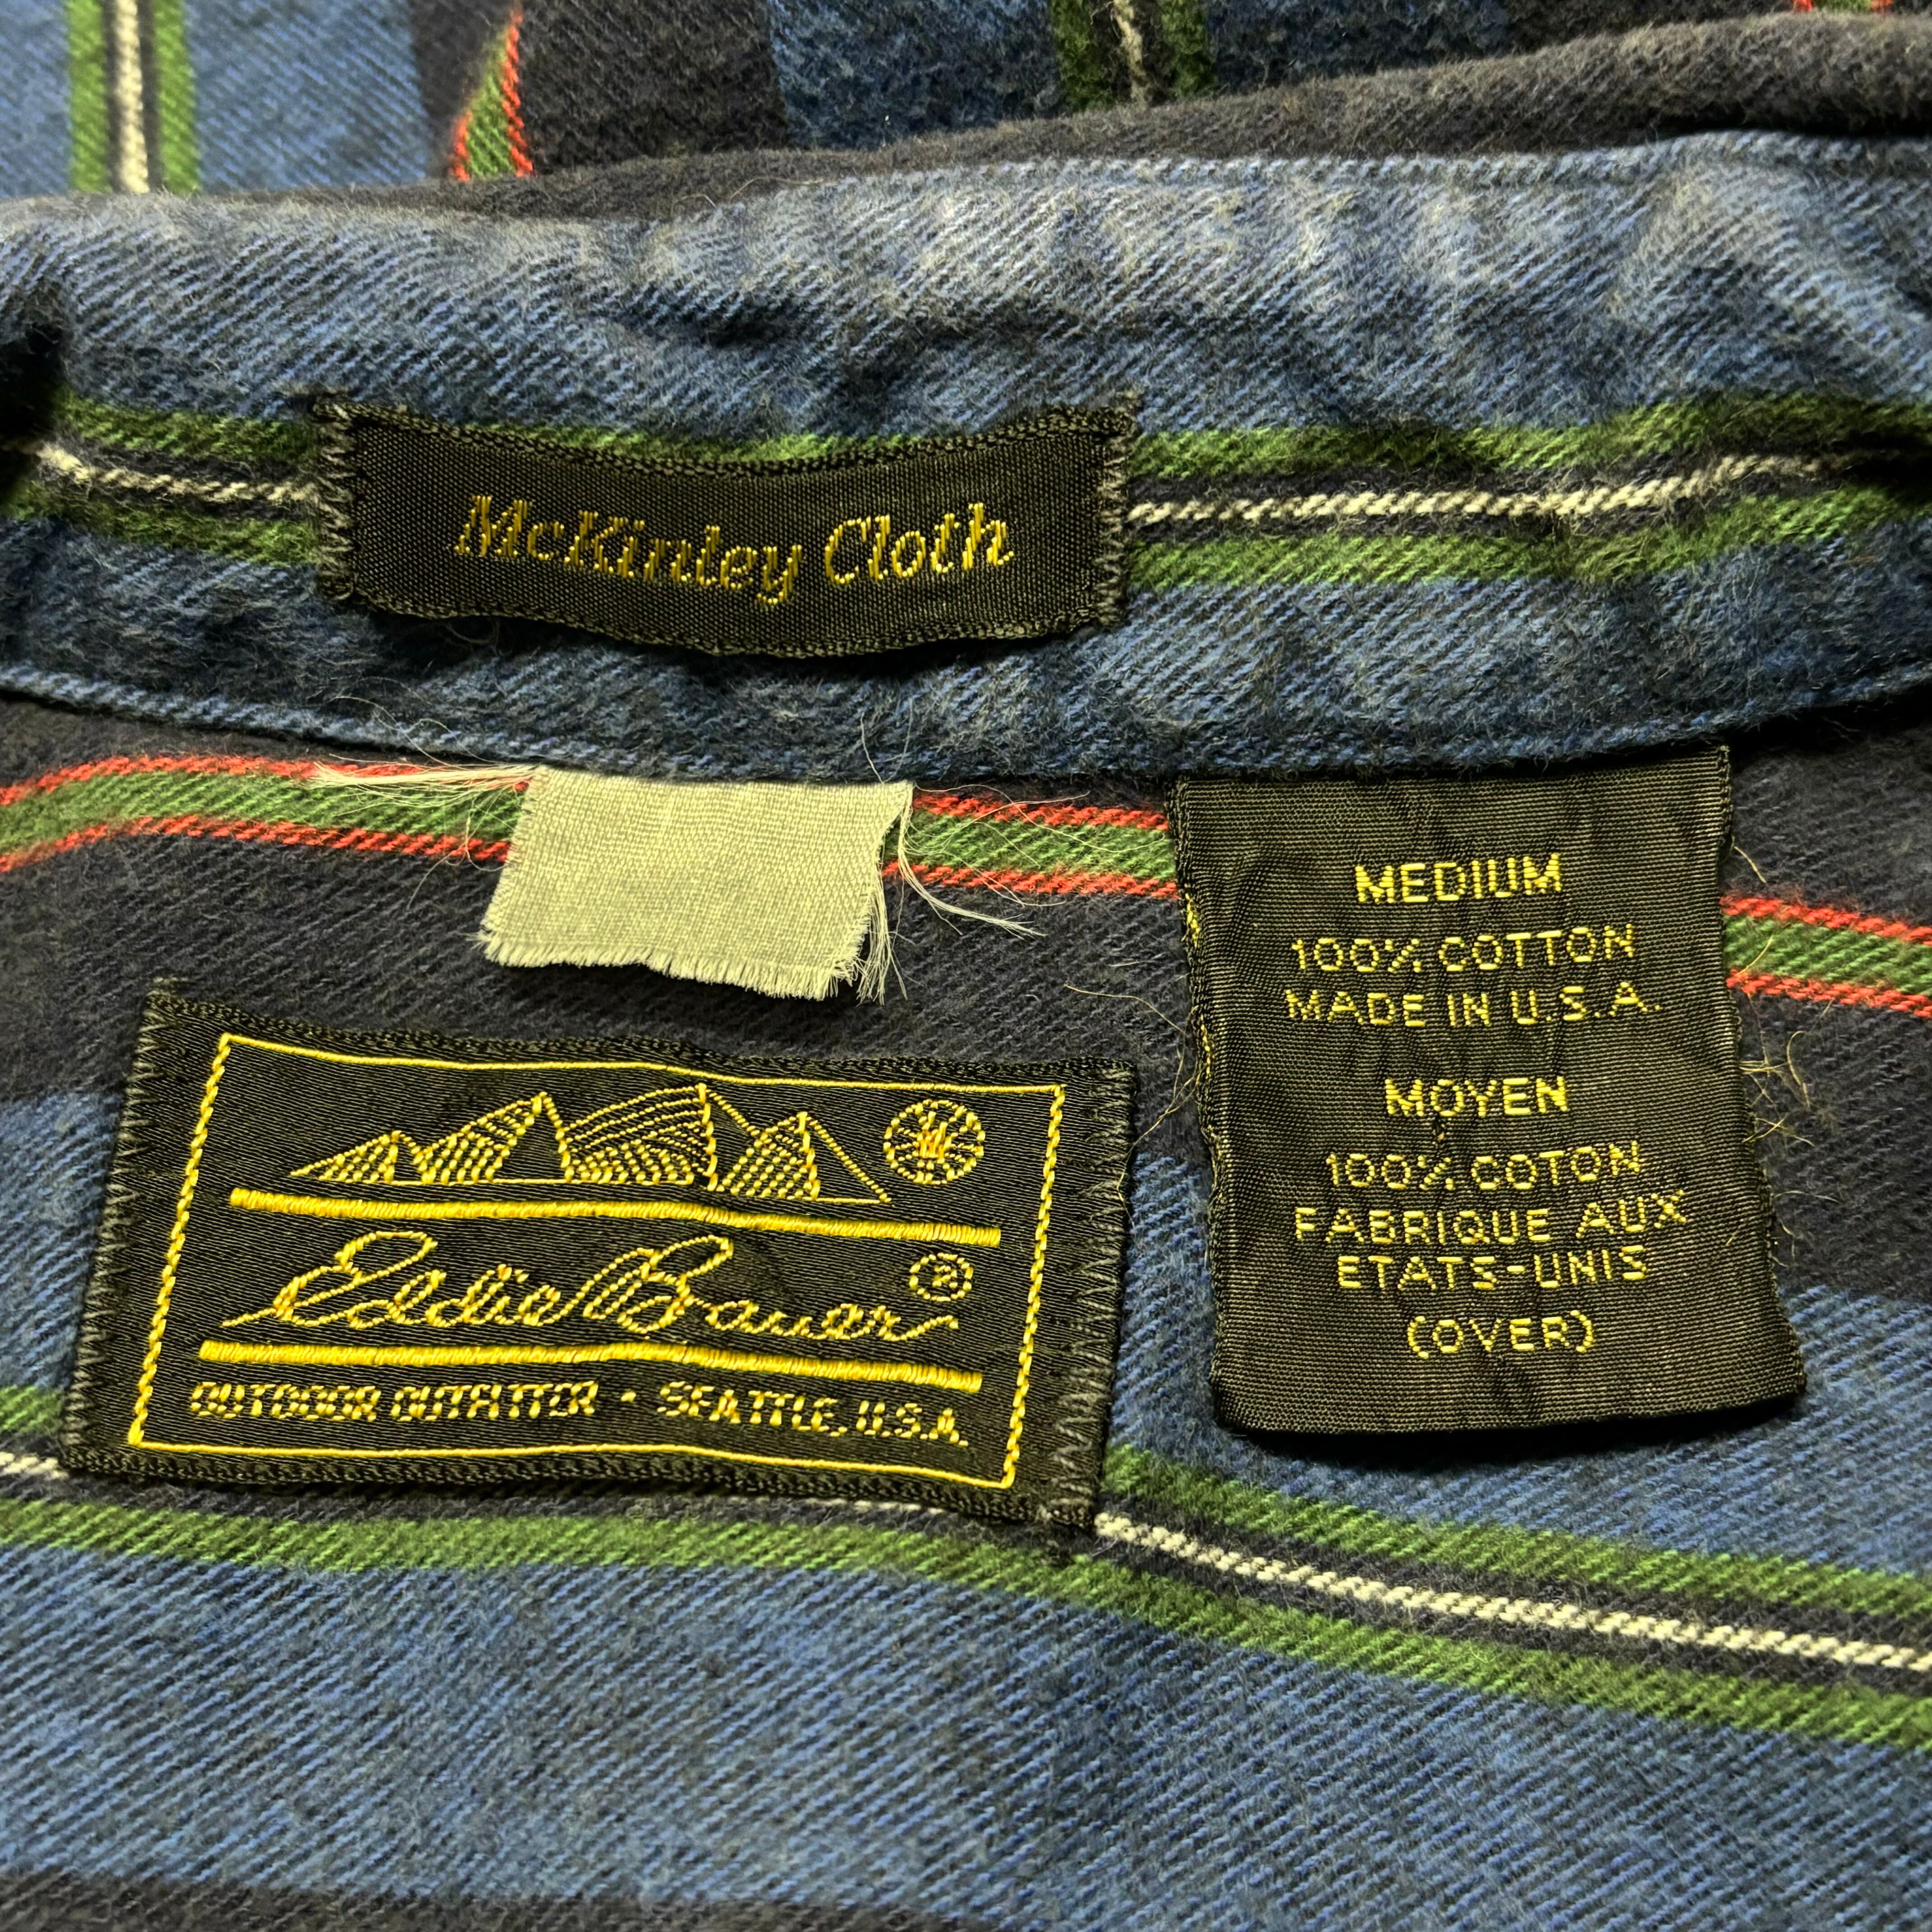 McKinley Cloth
MEDIUM
100% COTTON
MADE IN U.S.A.
MOYEN
100% COTON
FABRIQUE AUX
ETATS-UNIS
(OVER)
Eddie Bauer ®
OUTDOOR OUTFITTER · SEATTLE, U.S.A.